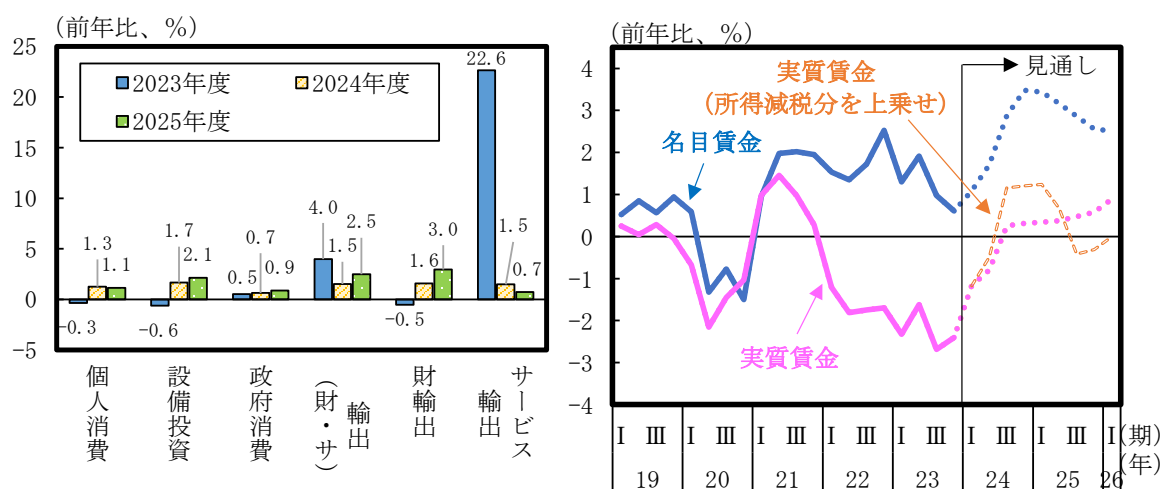 (前年比、%)
25
20
15
10
5
0
−5
2023年度
2024年度
2025年度
−0.3
1.3
1.1
−0.6
1.7
2.1
0.5
0.7
0.9
4.0
1.5
2.5
−0.5
1.6
3.0
22.6
1.5
0.7
個人消費
設備投資
政府消費
輸出
(財・サ)
財輸出
サービス
輸出
(前年比、%)
4
3
2
1
0
−1
−2
−3
−4
見通し
実質賃金
(所得減税分を上乗せ)
名目賃金
実質賃金
Ⅰ Ⅲ Ⅰ Ⅲ Ⅰ Ⅲ Ⅰ Ⅲ Ⅰ Ⅲ Ⅰ Ⅲ Ⅰ Ⅲ Ⅰ (期)
19 20 21 22 23 24 25 26 (年)